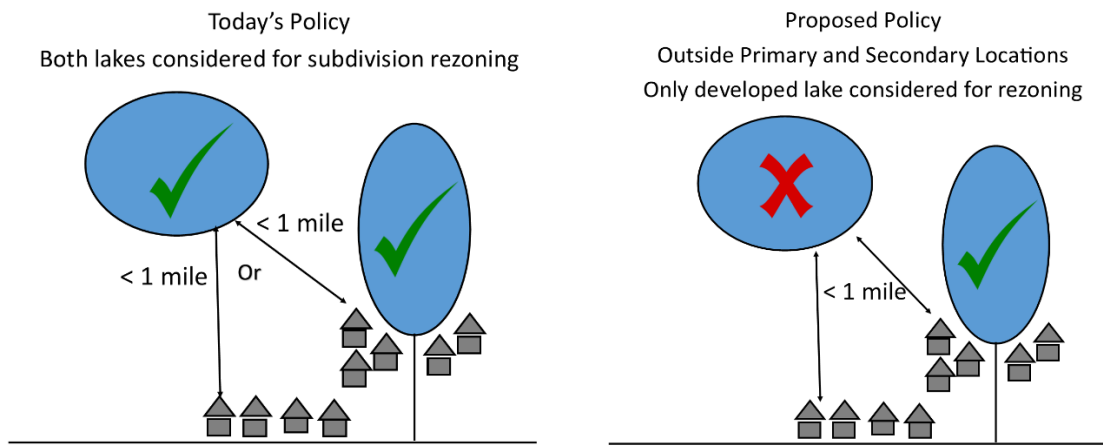 Today's Policy
Both lakes considered for subdivision rezoning
< 1 mile
< 1 mile
Or
Proposed Policy
Outside Primary and Secondary Locations
Only developed lake considered for rezoning
< 1 mile